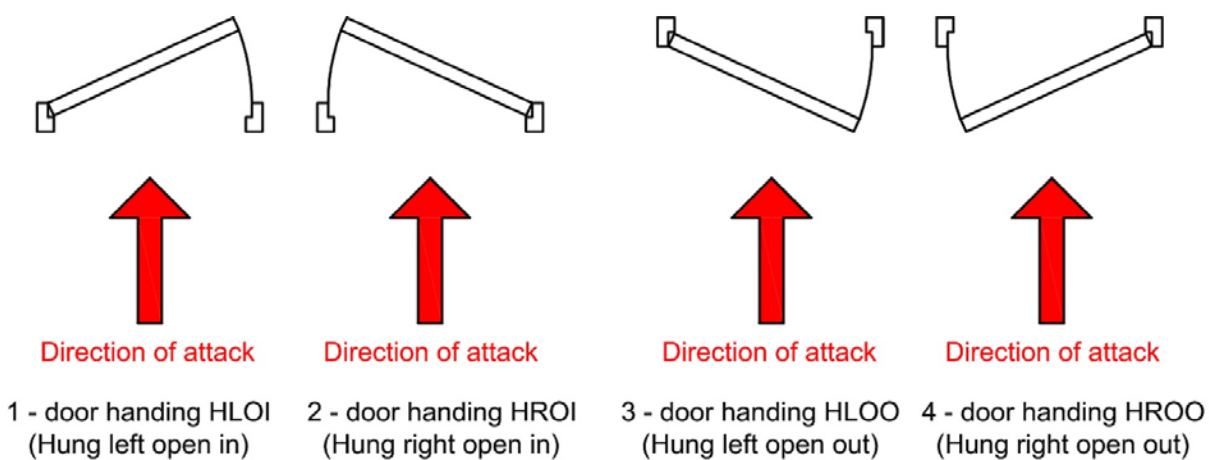 Direction of attack
Direction of attack
Direction of attack
Direction of attack
1 - door handing HLOI
(Hung left open in)
2 - door handing HROI
(Hung right open in)
3 - door handing HLOO
(Hung left open out)
4 - door handing HROO
(Hung right open out)